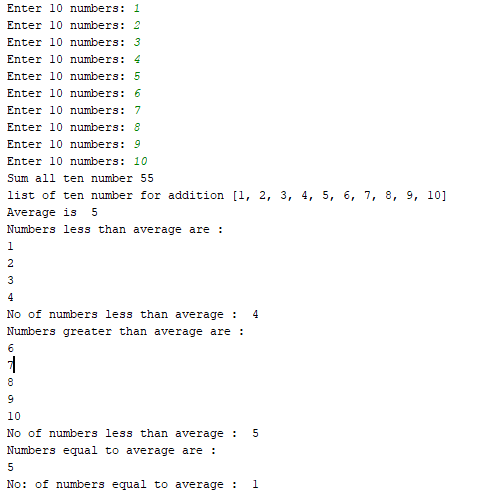 Enter 10 numbers: 1
Enter 10 numbers: 2
Enter 10 numbers: 3
Enter 10 numbers: 4
Enter 10 numbers: 5
Enter 10 numbers: 6
Enter 10 numbers: 7
Enter 10 numbers: 8
Enter 10 numbers: 9
Enter 10 numbers: 10
Sum all ten number 55
list of ten number for addition [1, 2, 3, 4, 5, 6, 7, 8, 9, 10]
Average is  5
Numbers less than average are :
1
2
3
4
No of numbers less than average :  4
Numbers greater than average are :
6
7
8
9
10
No of numbers less than average :  5
Numbers equal to average are :
5
No: of numbers equal to average :  1